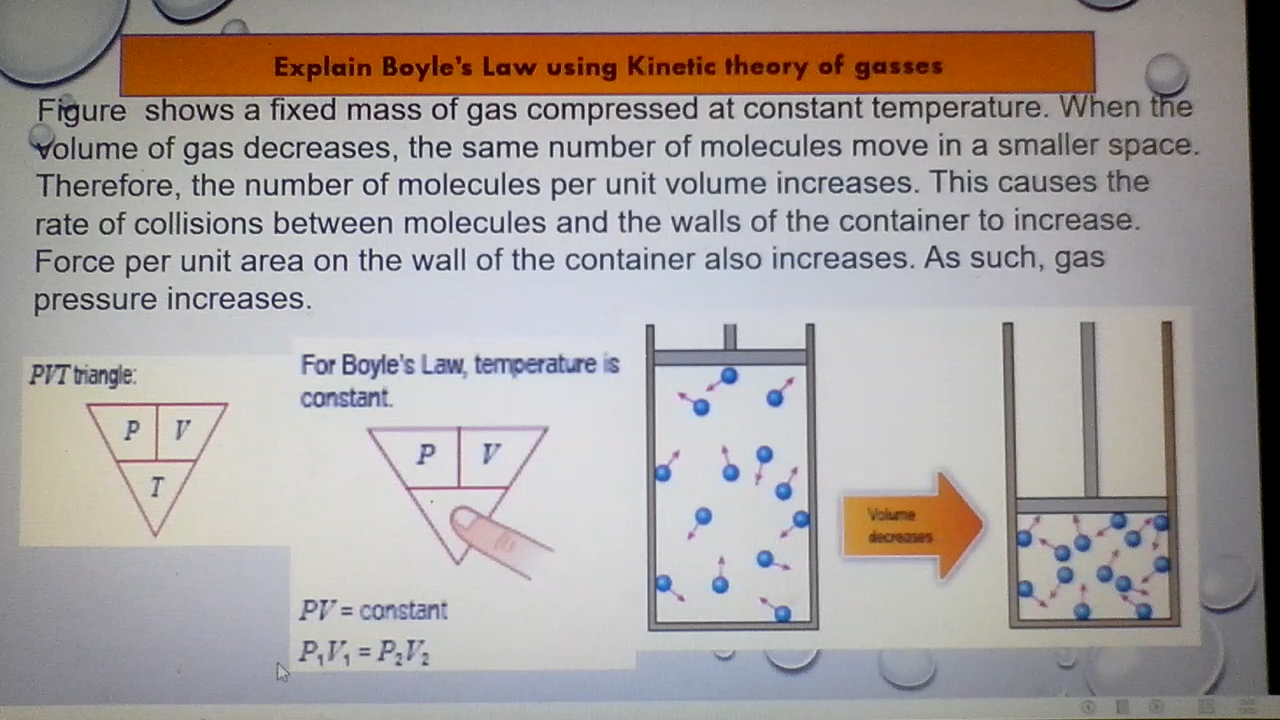 Explain Boyle's Law using Kinetic theory of gasses
Figure shows a fixed mass of gas compressed at constant temperature. When the
volume of gas decreases, the same number of molecules move in a smaller space.
Therefore, the number of molecules per unit volume increases. This causes the
rate of collisions between molecules and the walls of the container to increase.
Force per unit area on the wall of the container also increases. As such, gas
pressure increases.
PVT triangle:
P V
T
For Boyle's Law, temperature is
constant.
P V
PV = constant
P₁V₁ = P₂V₂
Volume
decreases